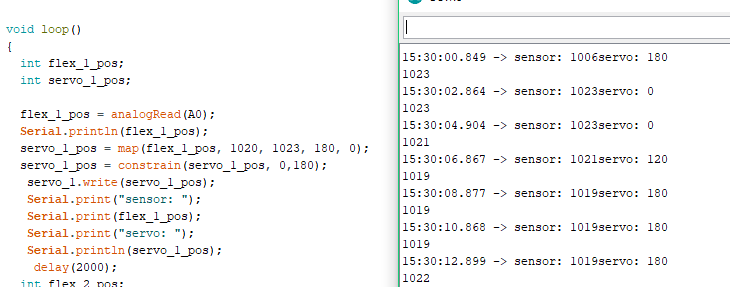 void loop()
{
int flex_1_pos;
int servo_1_pos;
flex_1_pos = analogRead(A0);
Serial.println(flex_1_pos);
servo_1_pos = map(flex_1_pos, 1020, 1023, 180, 0);
servo_1_pos = constrain(servo_1_pos, 0,180);
servo_1.write(servo_1_pos);
Serial.print("sensor: ");
Serial.print(flex_1_pos);
Serial.print("servo: ");
Serial.println(servo_1_pos);
delay(2000);
int flex_2_pos;
15:30:00.849 -> sensor: 1006servo: 180
1023
15:30:02.864 -> sensor: 1023servo: 0
1023
15:30:04.904 -> sensor: 1023servo: 0
1021
15:30:06.867 -> sensor: 1021servo: 120
1019
15:30:08.877 -> sensor: 1019servo: 180
1019
15:30:10.868 -> sensor: 1019servo: 180
1019
15:30:12.899 -> sensor: 1019servo: 180
1022